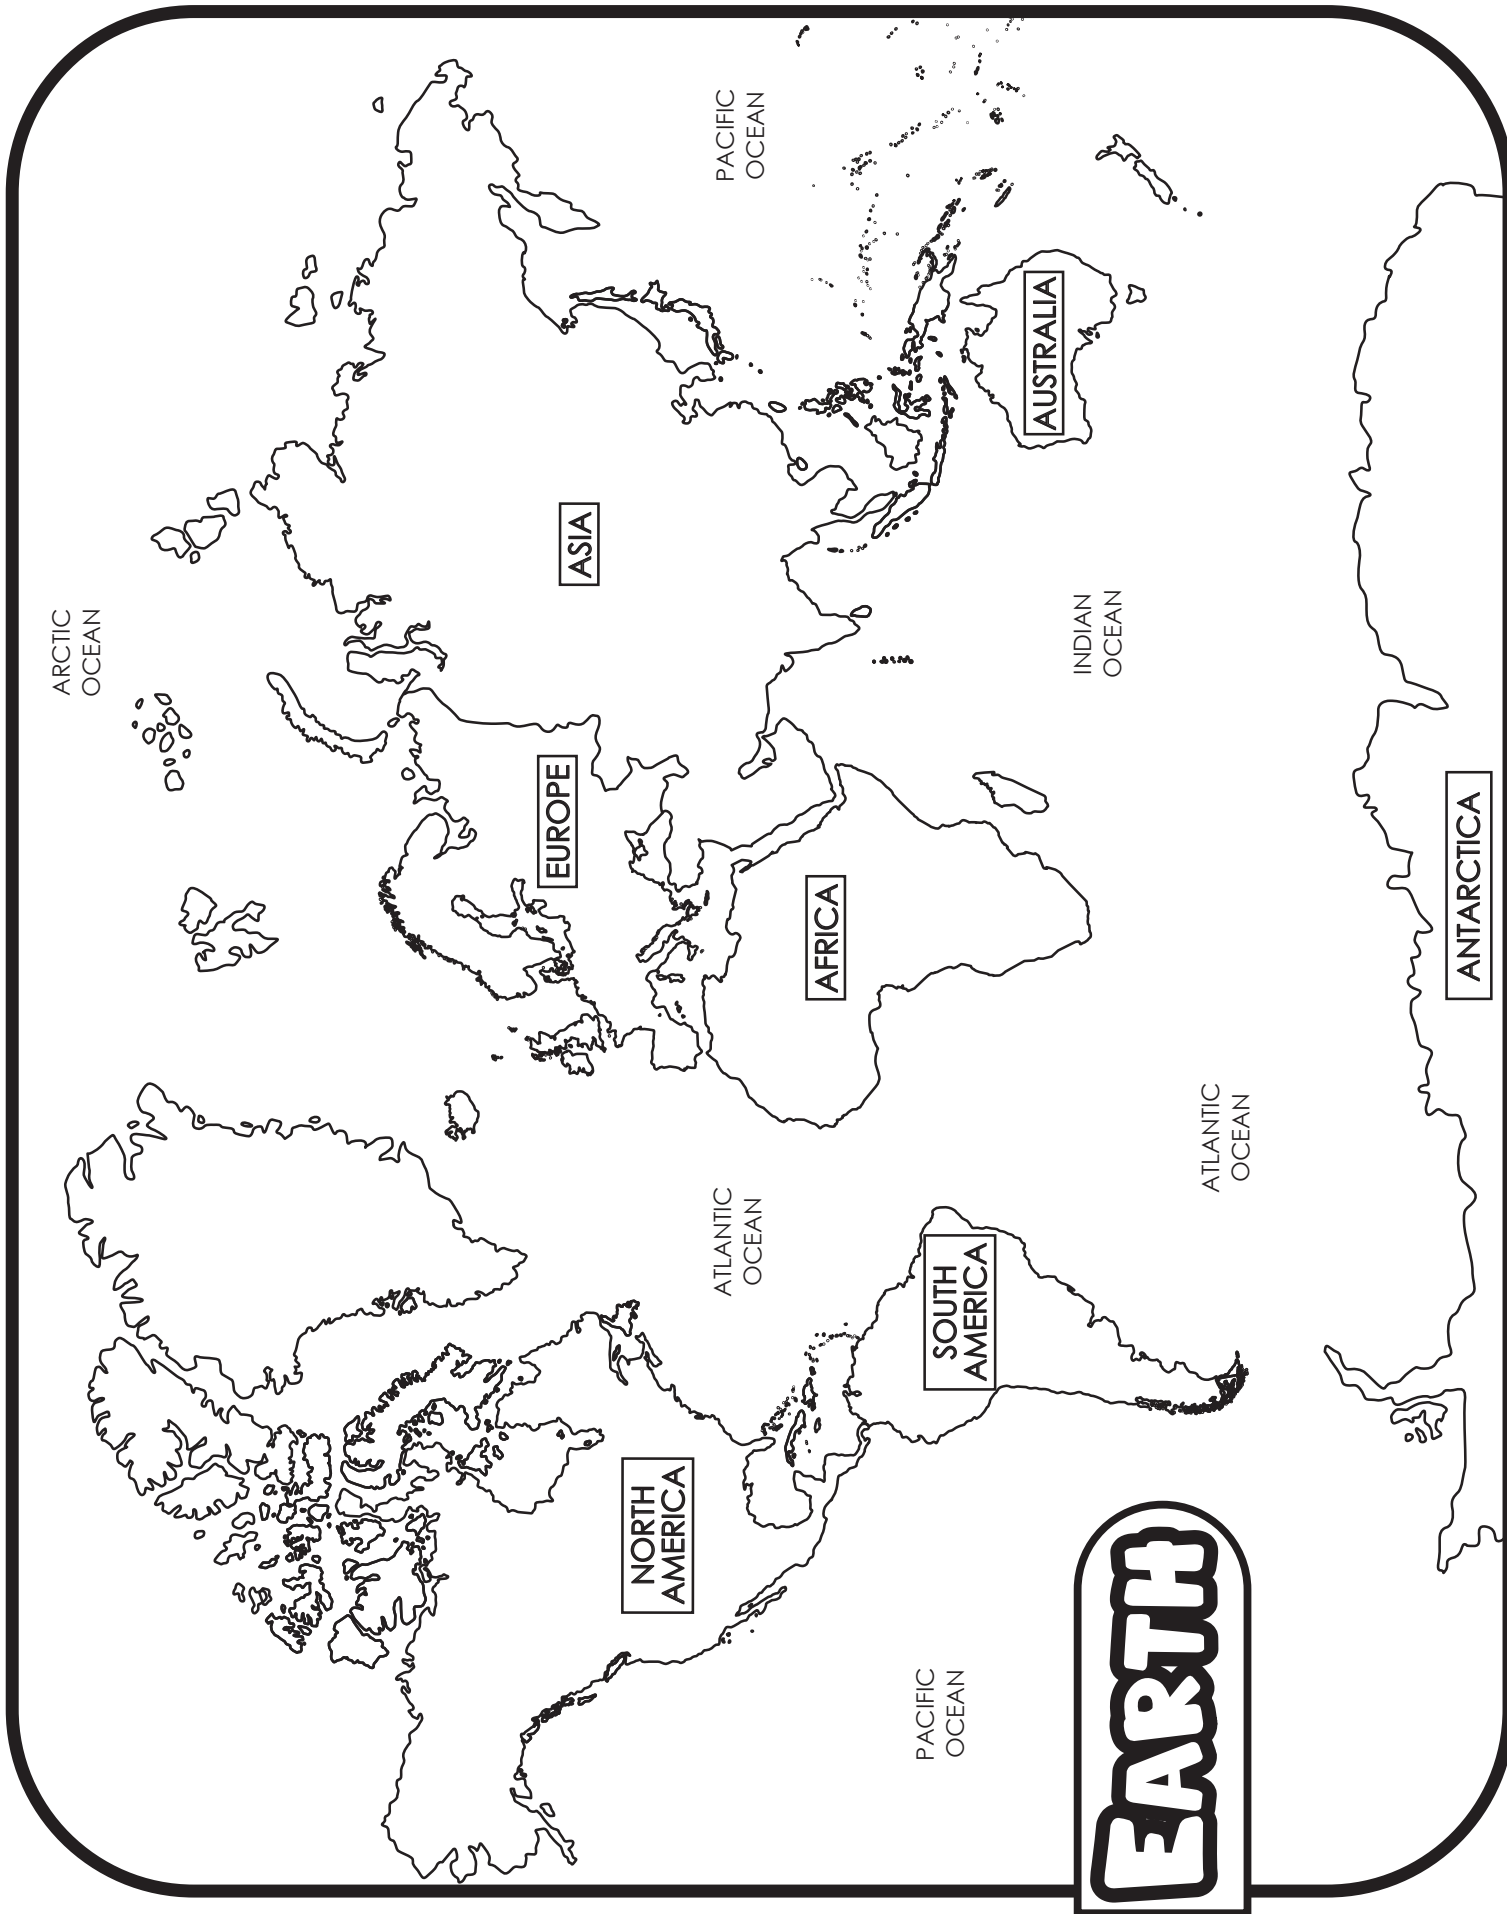 ARCTIC
OCEAN
EUROPE
ASIA
NORTH
AMERICA
ATLANTIC
OCEAN
PACIFIC
OCEAN
AFRICA
PACIFIC
OCEAN
SOUTH
AMERICA
AUSTRALIA
INDIAN
OCEAN
EARTH
ATLANTIC
OCEAN
ANTARCTICA